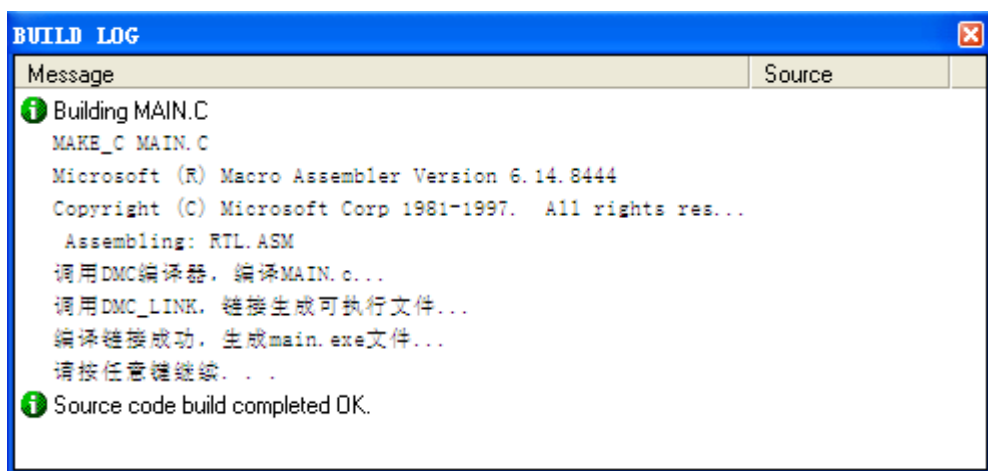 BUILD LOG
Message Source
Building MAIN.C
MAKE_C MAIN.C
Microsoft (R) Macro Assembler Version 6.14.8444
Copyright (C) Microsoft Corp 1981-1997.  All rights res...
Assembling: RTL.ASM
调用DMC编译器，编译MAIN.c...
调用DMC_LINK，链接生成可执行文件...
编译链接成功，生成main.exe文件...
请按任意键继续. . .
Source code build completed OK.